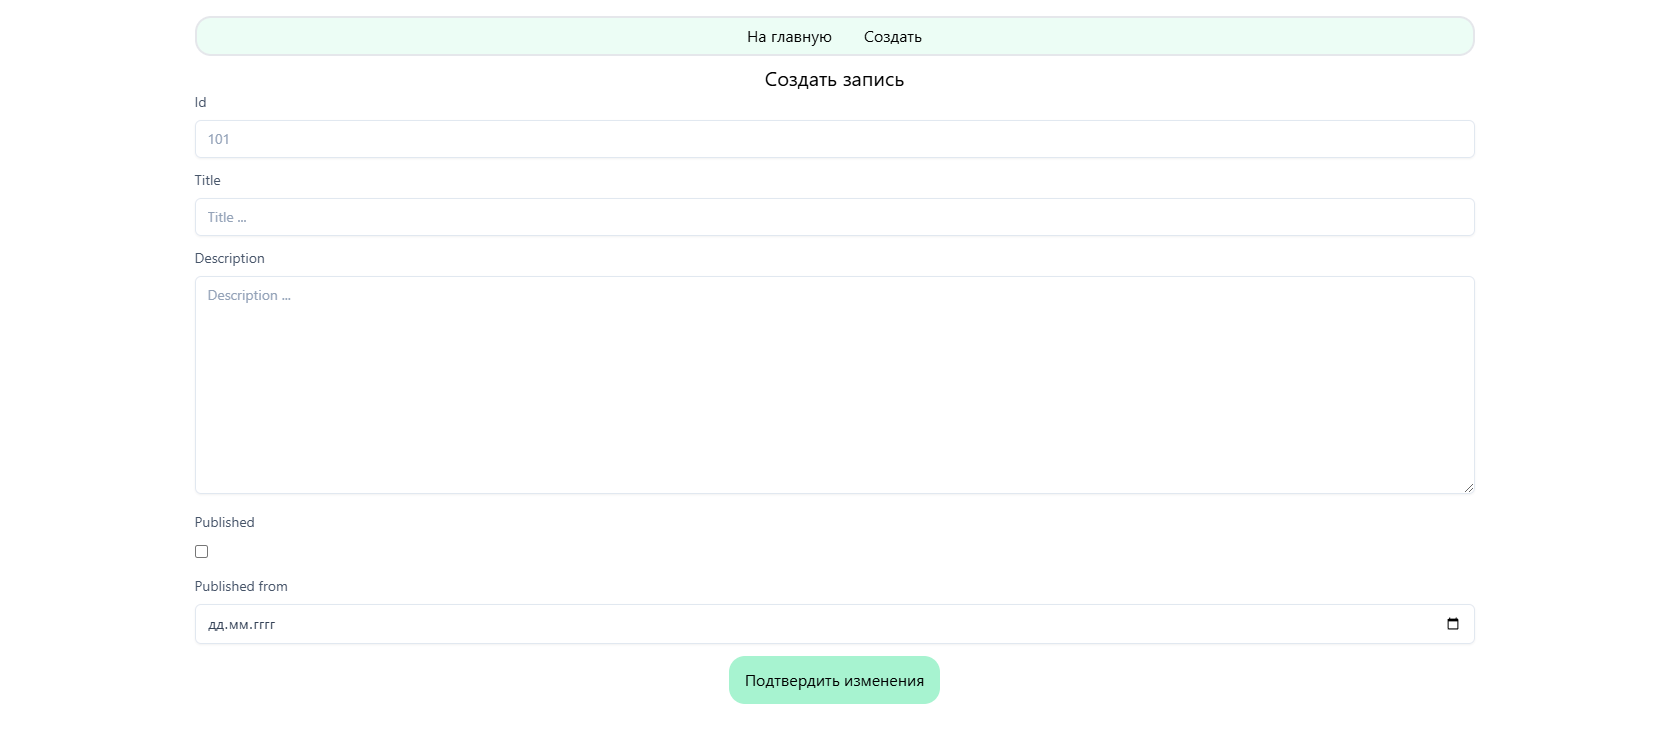 На главную Создать
Создать запись
Id
101
Title
Title ...
Description
Description ...
Published
Published from
дд.мм.гггг
Подтвердить изменения